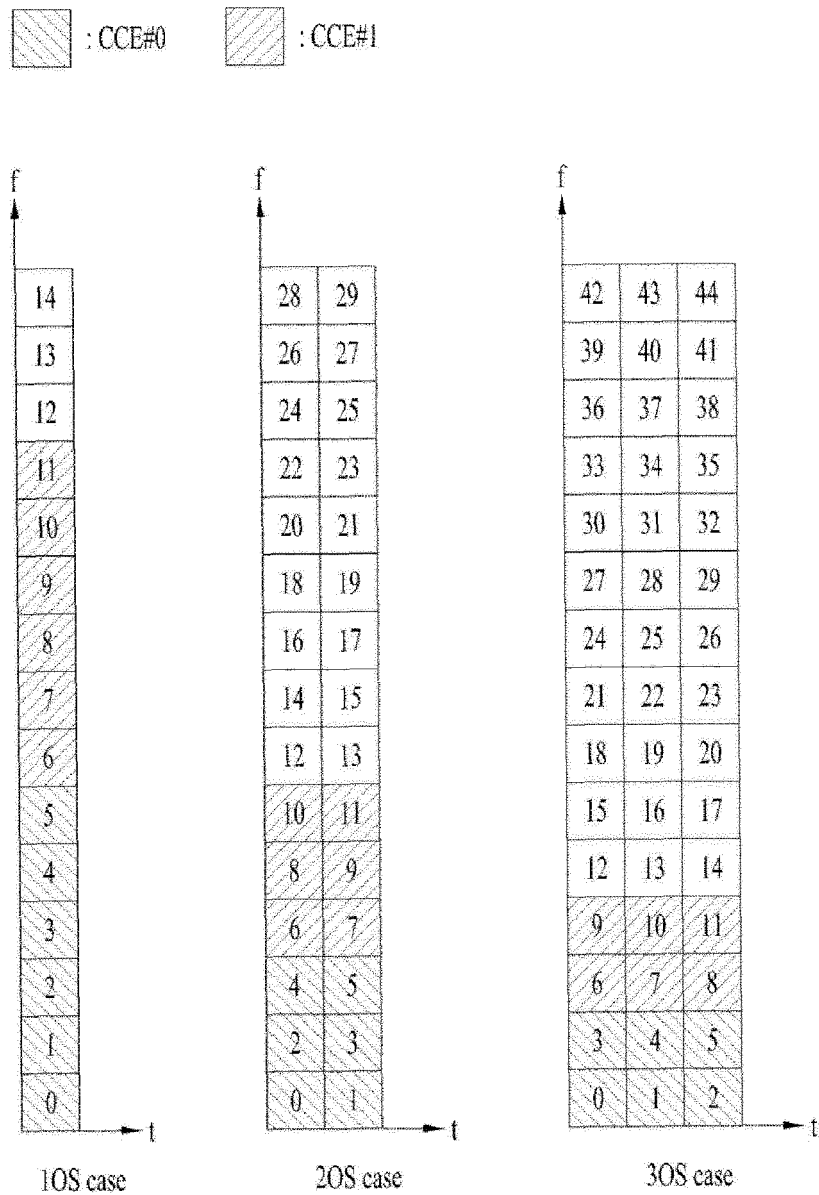 : CCE#0 : CCE#1
f f f
14 28 29 42 43 44
13 26 27 39 40 41
12 24 25 36 37 38
11 22 23 33 34 35
10 20 21 30 31 32
9 18 19 27 28 29
8 16 17 24 25 26
7 14 15 21 22 23
6 12 13 18 19 20
5 10 11 15 16 17
4 8 9 12 13 14
3 6 7 9 10 11
2 4 5 6 7 8
1 2 3 3 4 5
0 0 1 0 1 2
t t t
1OS case 2OS case 3OS case